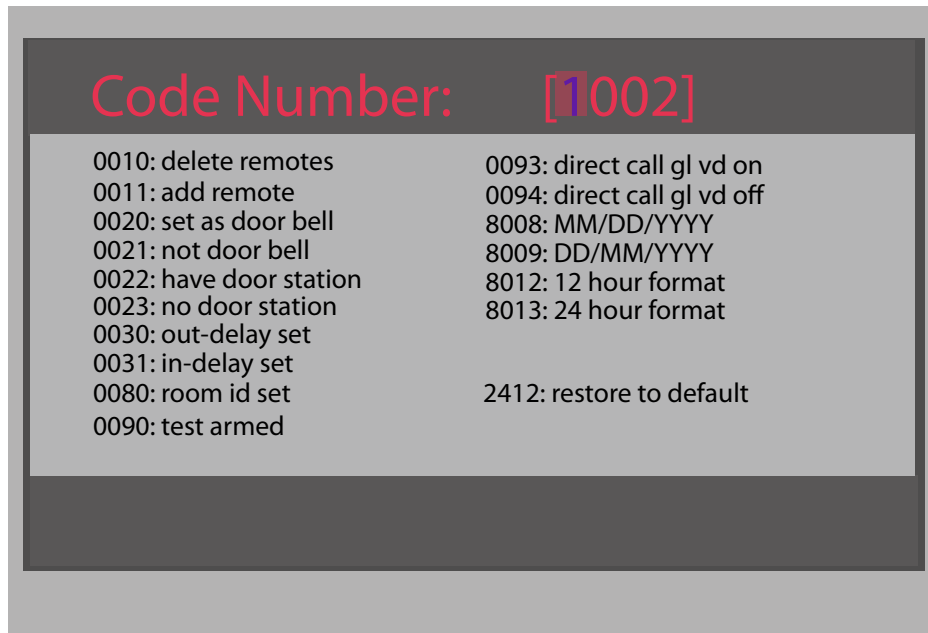 Code Number: [1002]
0010: delete remotes
0011: add remote
0020: set as door bell
0021: not door bell
0022: have door station
0023: no door station
0030: out-delay set
0031: in-delay set
0080: room id set
0090: test armed
0093: direct call gl vd on
0094: direct call gl vd off
8008: MM/DD/YYYY
8009: DD/MM/YYYY
8012: 12 hour format
8013: 24 hour format
2412: restore to default